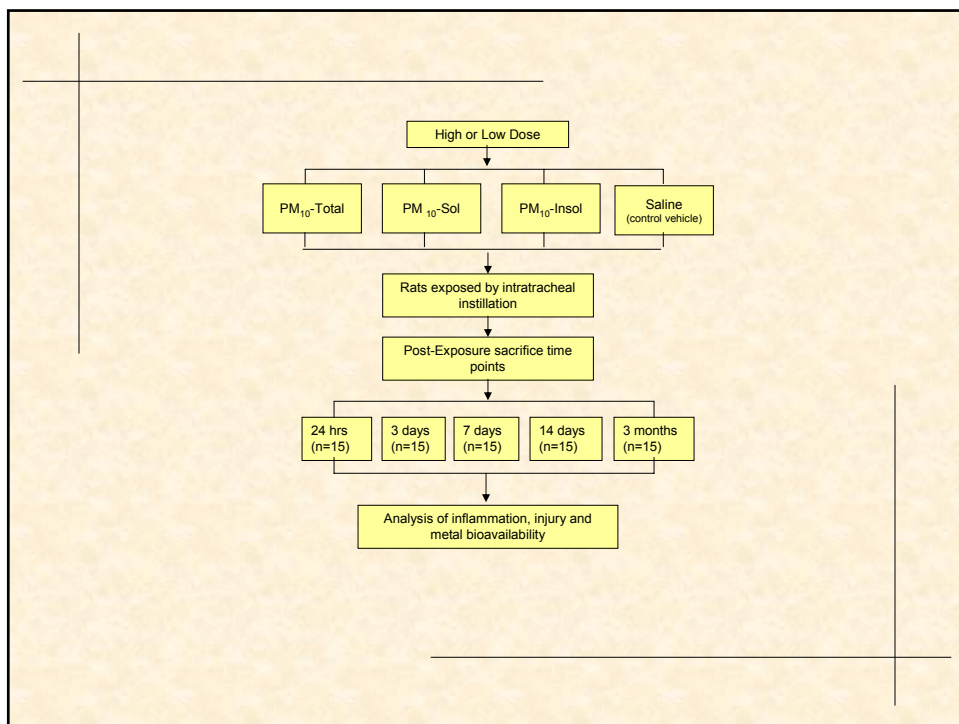 High or Low Dose
PM₁₀-Total
PM ₁₀-Sol
PM₁₀-Insol
Saline
(control vehicle)
Rats exposed by intratracheal
instillation
Post-Exposure sacrifice time
points
24 hrs
(n=15)
3 days
(n=15)
7 days
(n=15)
14 days
(n=15)
3 months
(n=15)
Analysis of inflammation, injury and
metal bioavailability